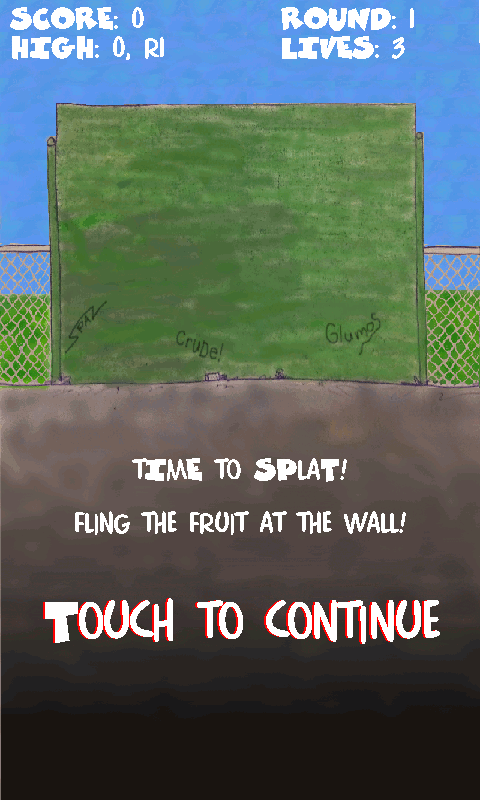 SCORE: 0
ROUND: 1
HIGH: 0, R1
LIVES: 3
SPAZ
Crube!
Glumps
TIME TO SPLAT!
FLING THE FRUIT AT THE WALL!
TOUCH TO CONTINUE